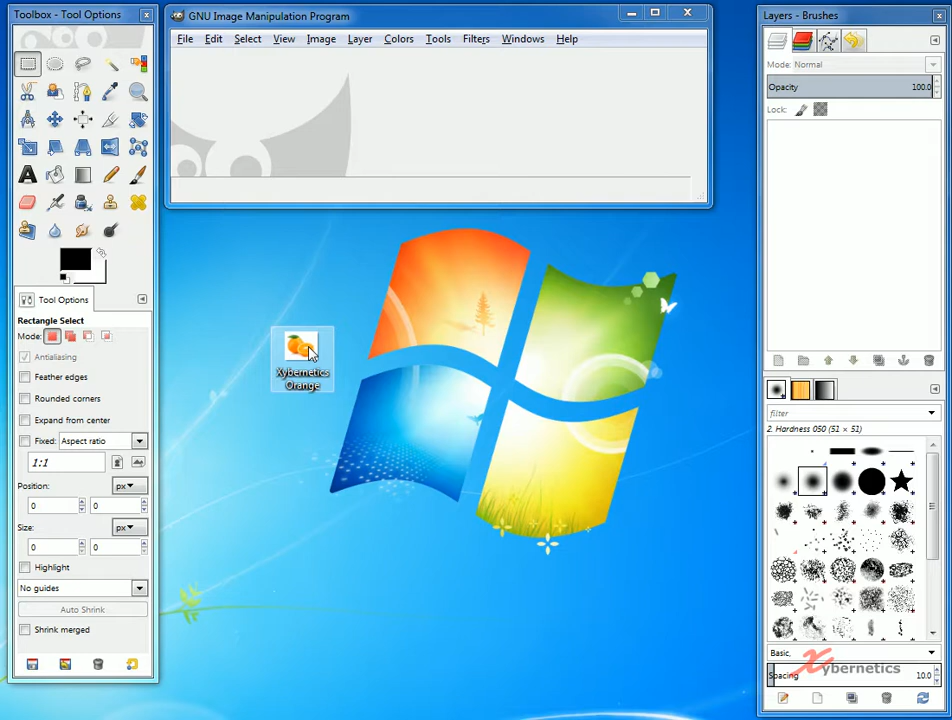 Toolbox - Tool Options
GNU Image Manipulation Program
File Edit Select View Image Layer Colors Tools Filters Windows Help
Layers - Brushes
Mode: Normal
Opacity 100.0
Lock:
Tool Options
Rectangle Select
Mode:
Antialiasing
Feather edges
Rounded corners
Expand from center
Fixed: Aspect ratio
1:1
Position: px
0 0
Size: px
0 0
Highlight
No guides
Auto Shrink
Shrink merged
Xybernetics
Orange
filter
2. Hardness 050 (51 × 51)
Basic,
Xybernetics
Spacing 10.0